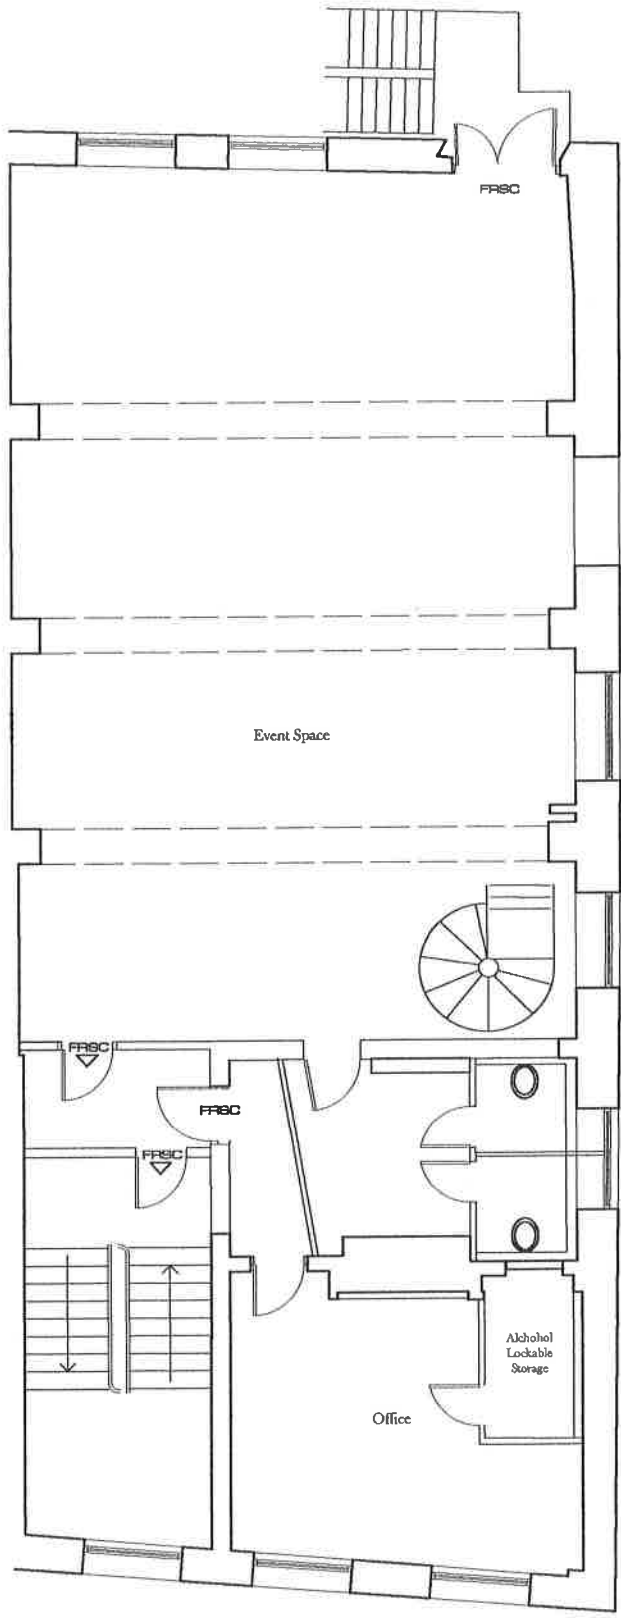 FRSC
Event Space
FRSC
FRSC
FRSC
Alchohol
Lockable
Storage
Office